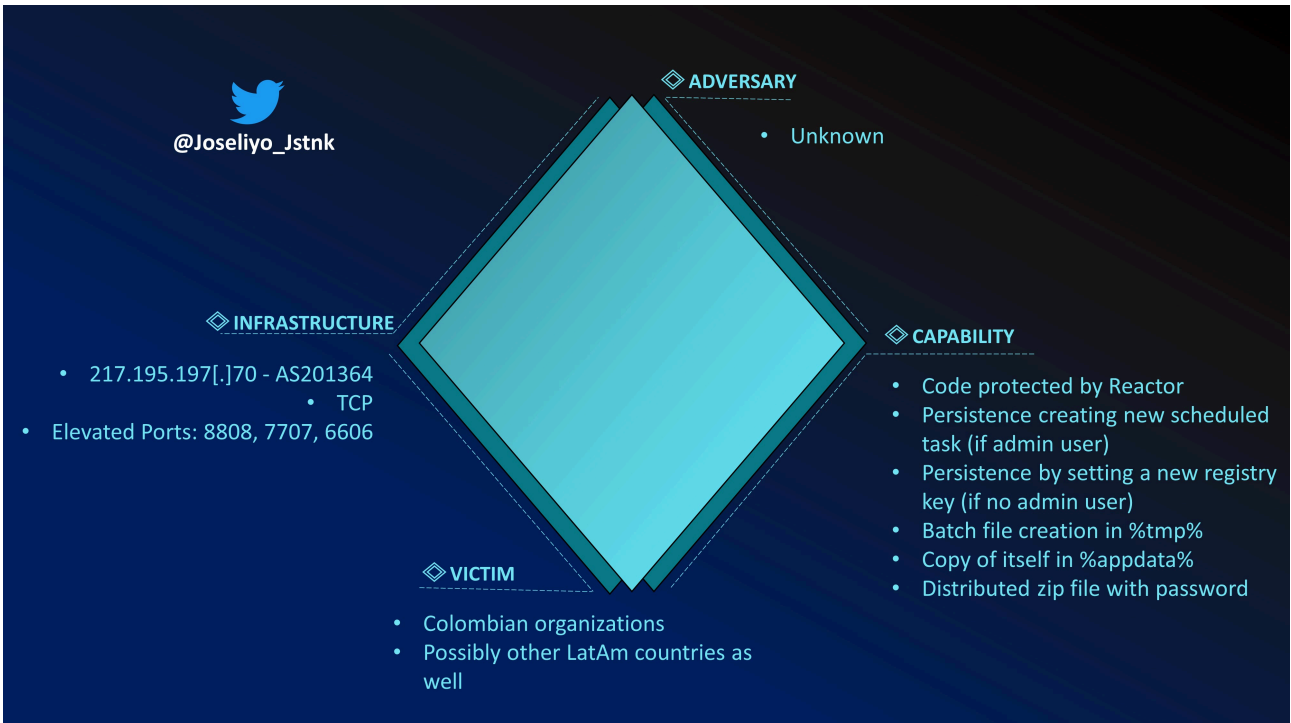 @Joseliyo_Jstnk
ADVERSARY
• Unknown
INFRASTRUCTURE
• 217.195.197[.]70 - AS201364
• TCP
• Elevated Ports: 8808, 7707, 6606
CAPABILITY
• Code protected by Reactor
• Persistence creating new scheduled
task (if admin user)
• Persistence by setting a new registry
key (if no admin user)
• Batch file creation in %tmp%
• Copy of itself in %appdata%
• Distributed zip file with password
VICTIM
• Colombian organizations
• Possibly other LatAm countries as
well